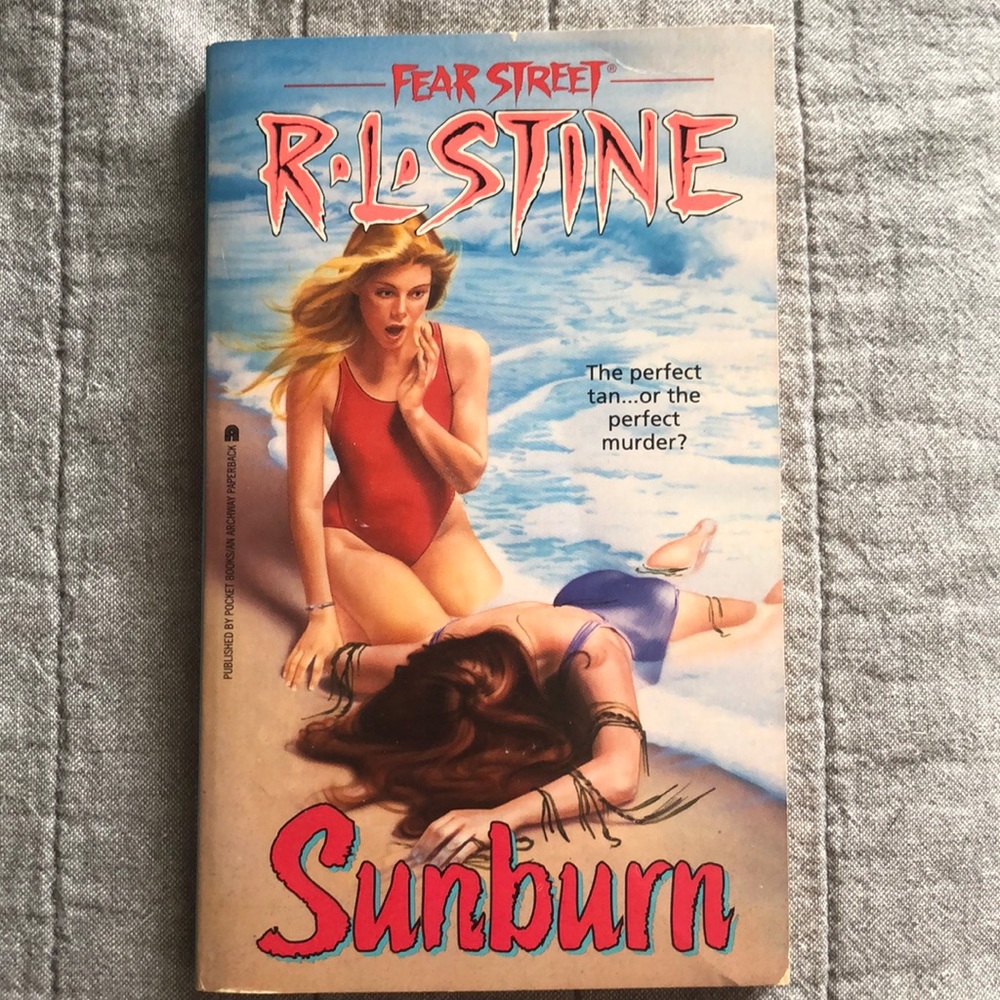 FEAR STREET®
R•L•STINE
The perfect
tan...or the
perfect
murder?
PUBLISHED BY POCKET BOOKS/AN ARCHWAY PAPERBACK
Sunburn